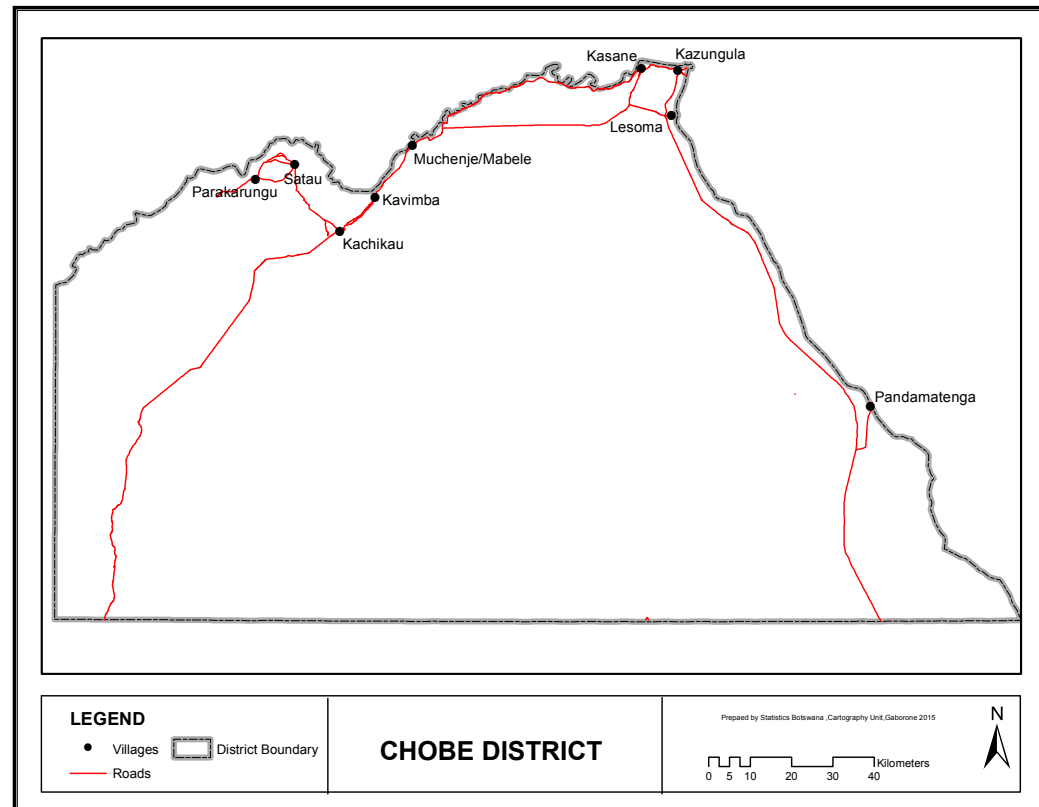 Kasane
Kazungula
Lesoma
Muchenje/Mabele
Satau
Parakarungu
Kavimba
Kachikau
Pandamatenga
LEGEND
Villages
District Boundary
Roads
CHOBE DISTRICT
Prepaed by Statistics Botswana ,Cartography Unit,Gaborone 2015
N
Kilometers
0 5 10 20 30 40